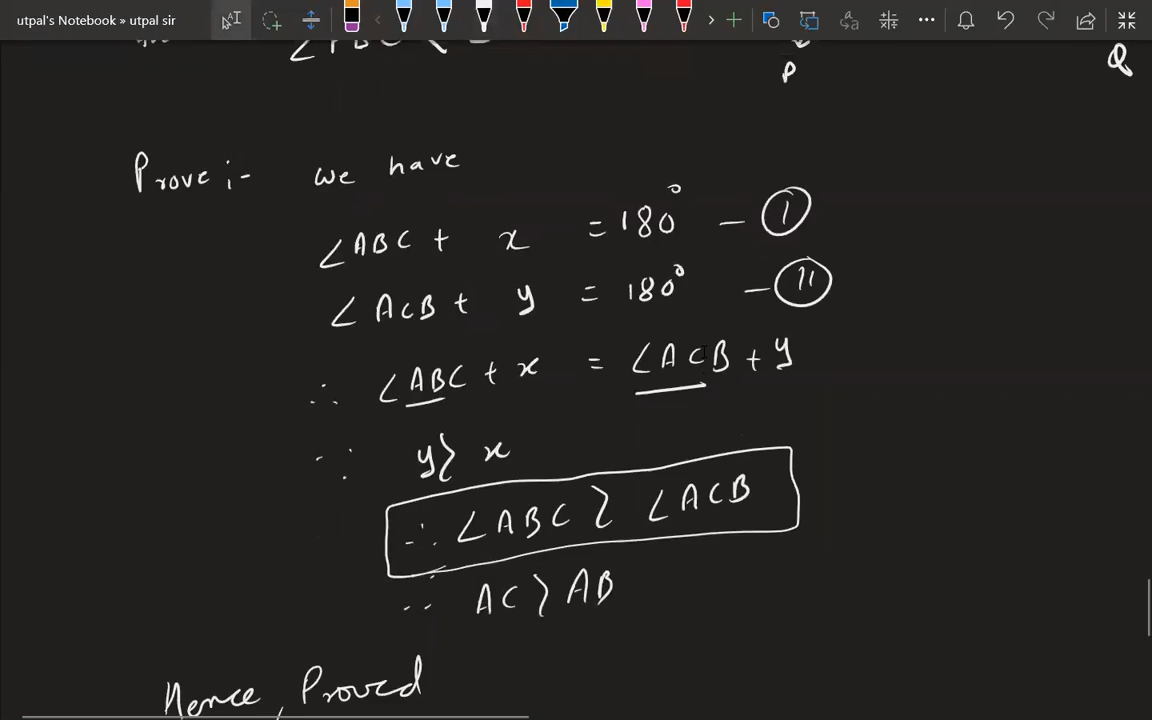 utpal's Notebook » utpal sir
P
Q
Prove :- we have
∠ABC + x = 180° - I
∠ACB + y = 180° - II
∴ ∠ABC + x = ∠ACB + y
∵ y > x
∴ ∠ABC > ∠ACB
∵ AC > AB
Hence, Proved